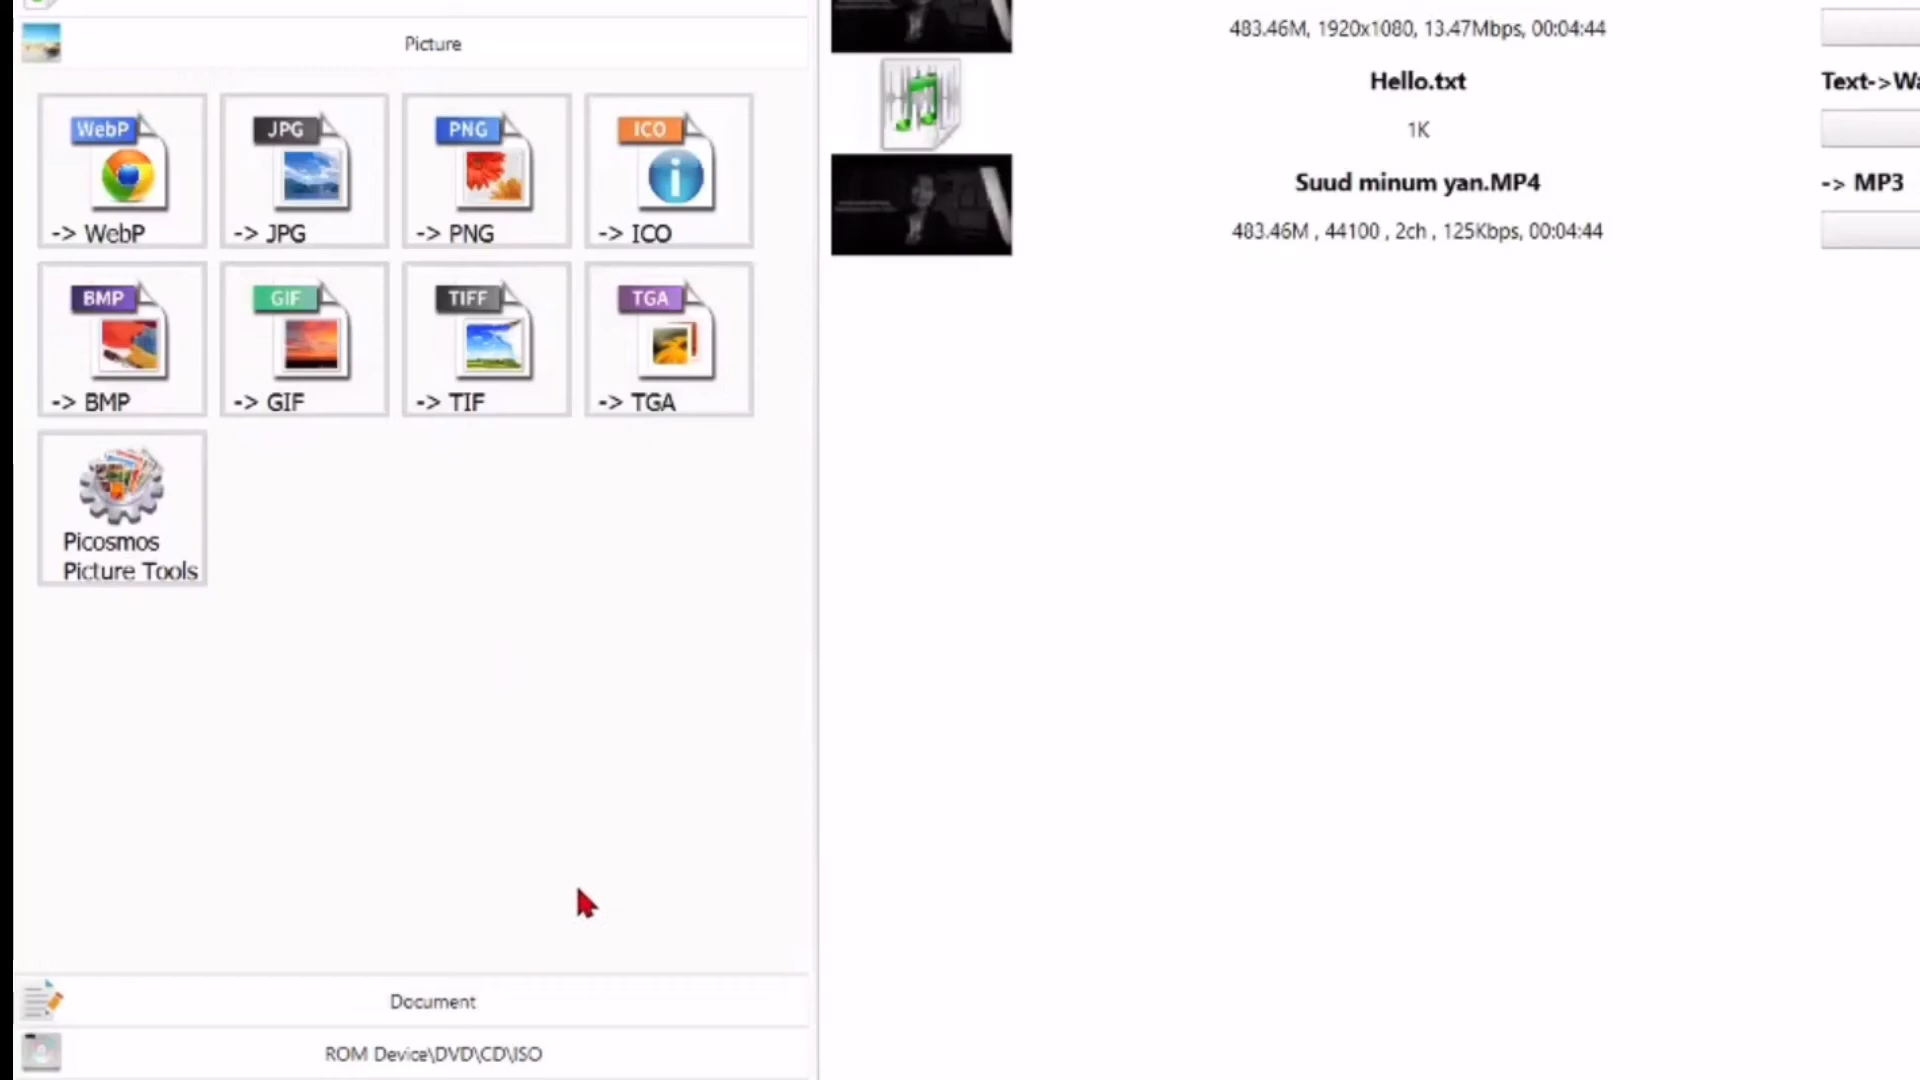 Picture
WebP
-> WebP
JPG
-> JPG
PNG
-> PNG
ICO
-> ICO
BMP
-> BMP
GIF
-> GIF
TIFF
-> TIF
TGA
-> TGA
Picosmos
Picture Tools
Document
ROM Device\DVD\CD\ISO
483.46M, 1920x1080, 13.47Mbps, 00:04:44
Hello.txt
Text->Wa
1K
Suud minum yan.MP4
-> MP3
483.46M , 44100 , 2ch , 125Kbps, 00:04:44